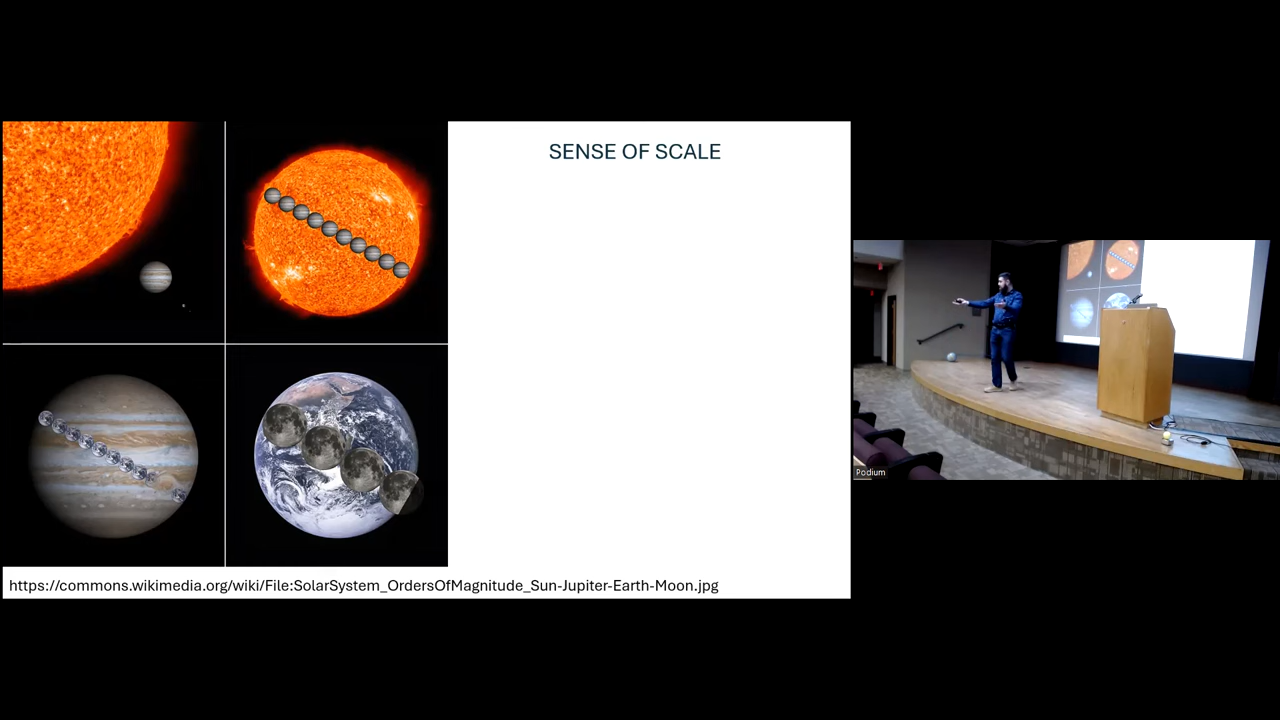 SENSE OF SCALE
https://commons.wikimedia.org/wiki/File:SolarSystem_OrdersOfMagnitude_Sun-Jupiter-Earth-Moon.jpg
Podium